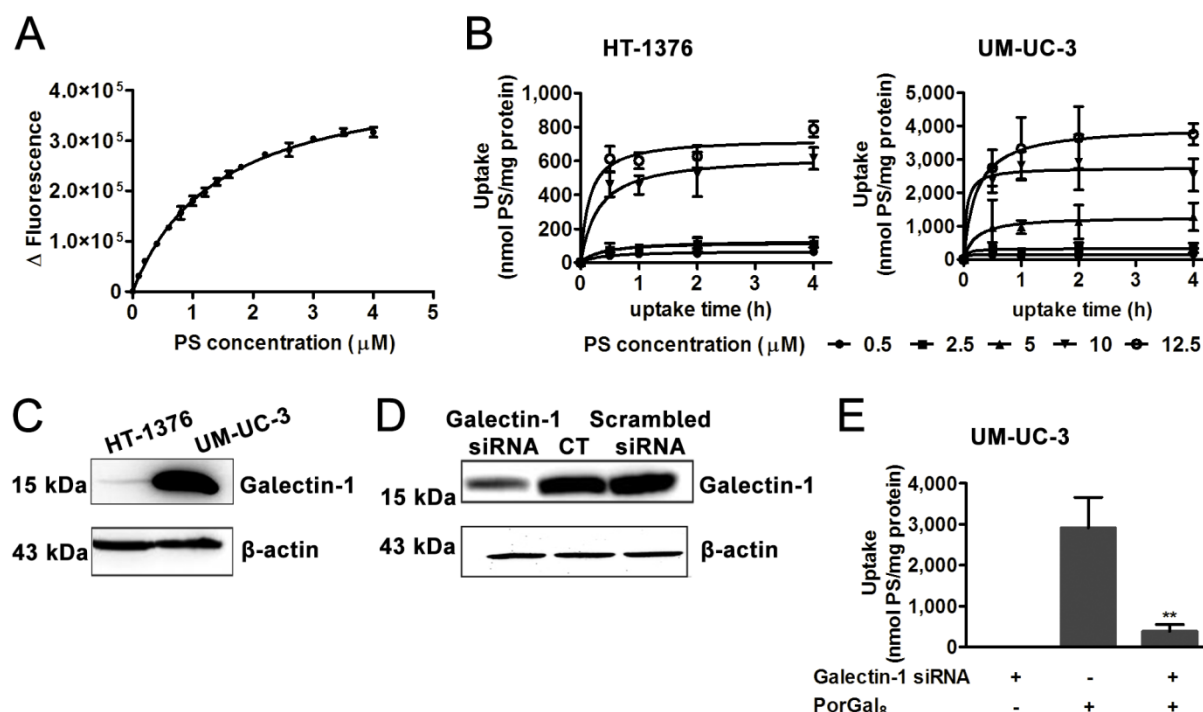 A
Δ Fluorescence
4.0×10⁵
3.0×10⁵
2.0×10⁵
1.0×10⁵
0
0 1 2 3 4 5
PS concentration (μM)
B
HT-1376
Uptake
(nmol PS/mg protein)
1,000
800
600
400
200
0
0 1 2 3 4
uptake time (h)
UM-UC-3
Uptake
(nmol PS/mg protein)
5,000
4,000
3,000
2,000
1,000
0
0 1 2 3 4
uptake time (h)
PS concentration (μM) 0.5 2.5 5 10 12.5
C
HT-1376 UM-UC-3
15 kDa Galectin-1
43 kDa β-actin
D
Galectin-1 Scrambled
siRNA CT siRNA
15 kDa Galectin-1
43 kDa β-actin
E
UM-UC-3
Uptake
(nmol PS/mg protein)
4,000
3,000
2,000
1,000
0
**
Galectin-1 siRNA + - +
PorGal₈ - + +